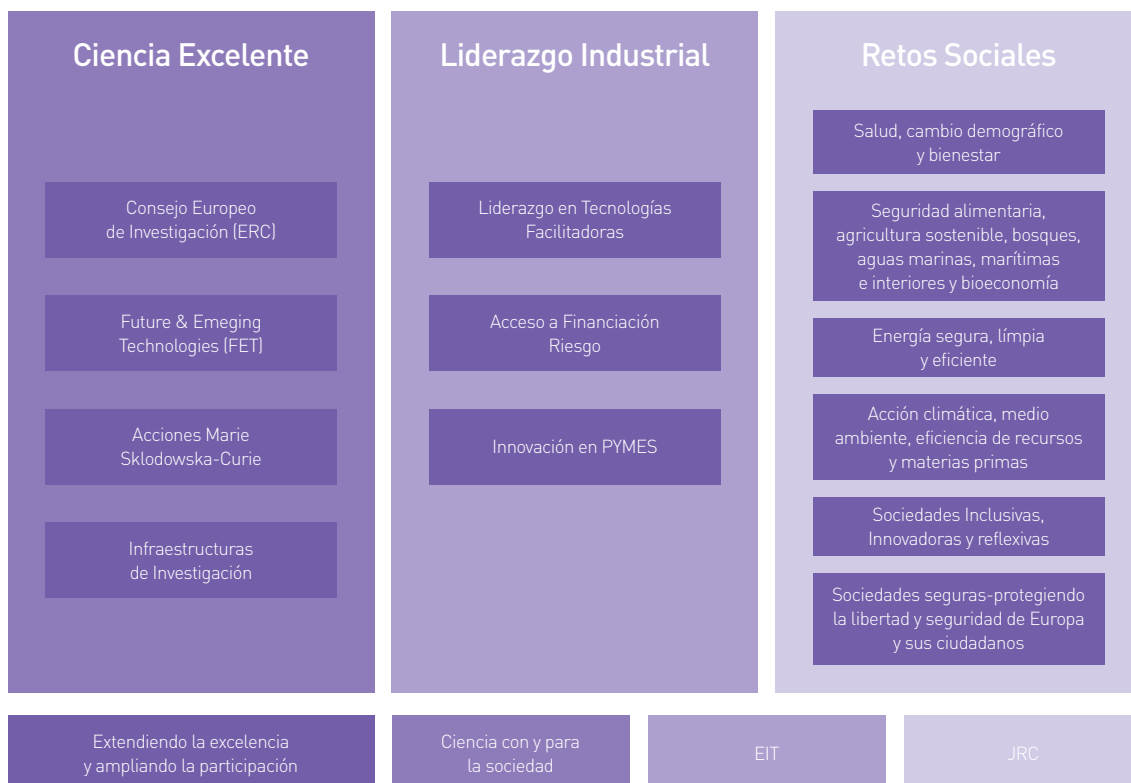 Ciencia Excelente
Consejo Europeo
de Investigación (ERC)
Future & Emeging
Technologies (FET)
Acciones Marie
Sklodowska-Curie
Infraestructuras
de Investigación
Liderazgo Industrial
Liderazgo en Tecnologías
Facilitadoras
Acceso a Financiación
Riesgo
Innovación en PYMES
Retos Sociales
Salud, cambio demográfico
y bienestar
Seguridad alimentaria,
agricultura sostenible, bosques,
aguas marinas, marítimas
e interiores y bioeconomía
Energía segura, límpia
y eficiente
Acción climática, medio
ambiente, eficiencia de recursos
y materias primas
Sociedades Inclusivas,
Innovadoras y reflexivas
Sociedades seguras-protegiendo
la libertad y seguridad de Europa
y sus ciudadanos
Extendiendo la excelencia
y ampliando la participación
Ciencia con y para
la sociedad
EIT
JRC